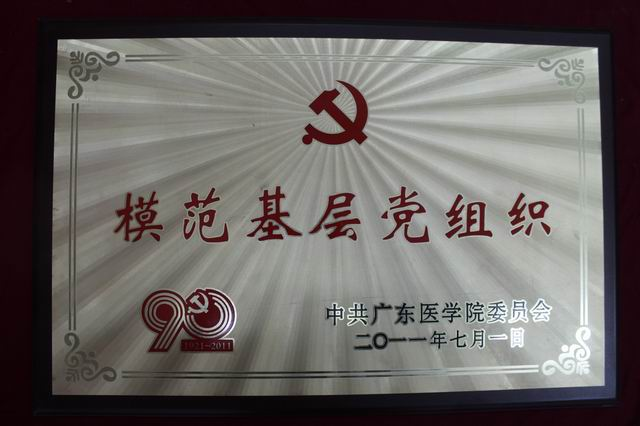 模范基层党组织
90
1921-2011
中共广东医学院委员会
二〇一一年七月一日